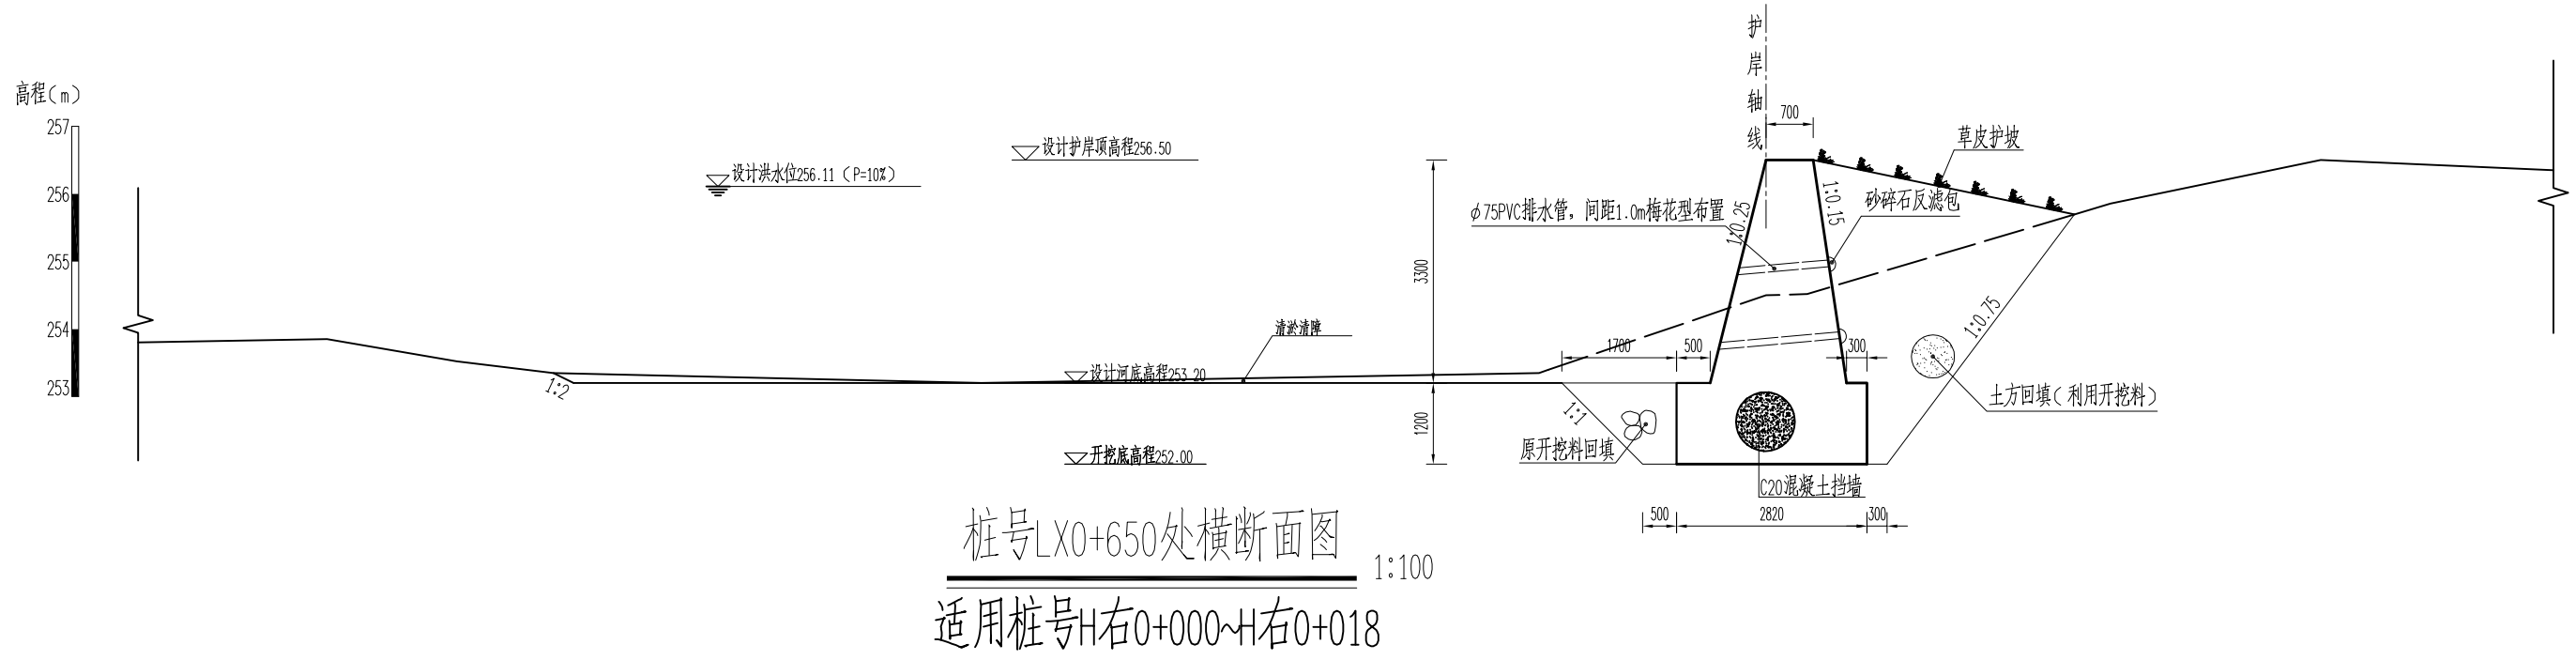 护岸轴线
高程(m)
257
256
255
254
253
设计洪水位256.11（P=10%）
设计护岸顶高程256.50
700
草皮护坡
φ75PVC排水管，间距1.0m梅花型布置
1:0.25
1:0.15
砂碎石反滤包
3300
清淤清障
1700
500
300
1:0.75
设计河底高程253.20
1:2
1:1
土方回填(利用开挖料)
1200
原开挖料回填
开挖底高程252.00
C20混凝土挡墙
500
2820
300
桩号LX0+650处横断面图
1:100
适用桩号H右0+000~H右0+018